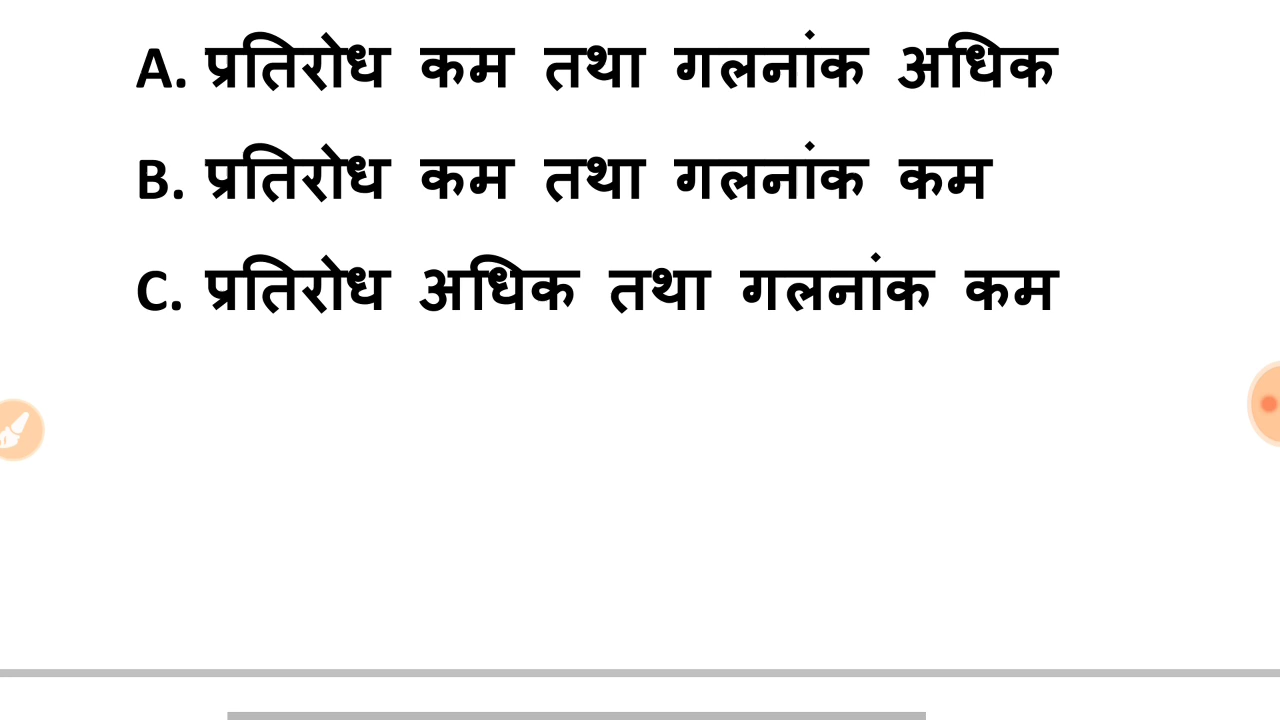 A. प्रतिरोध कम तथा गलनांक अधिक
B. प्रतिरोध कम तथा गलनांक कम
C. प्रतिरोध अधिक तथा गलनांक कम